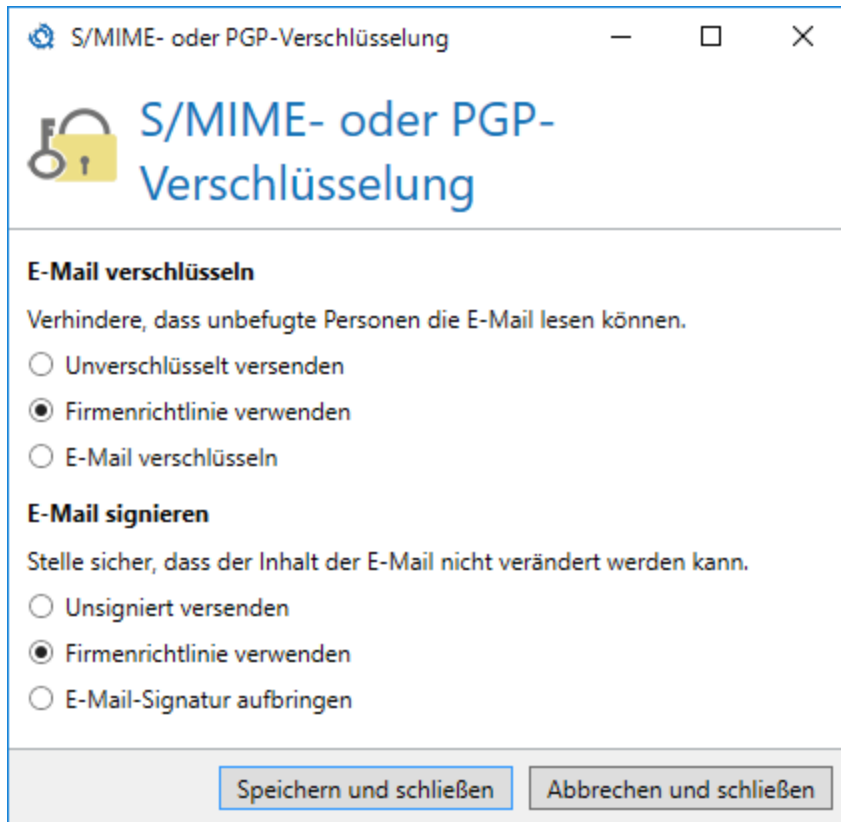 S/MIME- oder PGP-Verschlüsselung
S/MIME- oder PGP-
Verschlüsselung
E-Mail verschlüsseln
Verhindere, dass unbefugte Personen die E-Mail lesen können.
Unverschlüsselt versenden
Firmenrichtlinie verwenden
E-Mail verschlüsseln
E-Mail signieren
Stelle sicher, dass der Inhalt der E-Mail nicht verändert werden kann.
Unsigniert versenden
Firmenrichtlinie verwenden
E-Mail-Signatur aufbringen
Speichern und schließen
Abbrechen und schließen